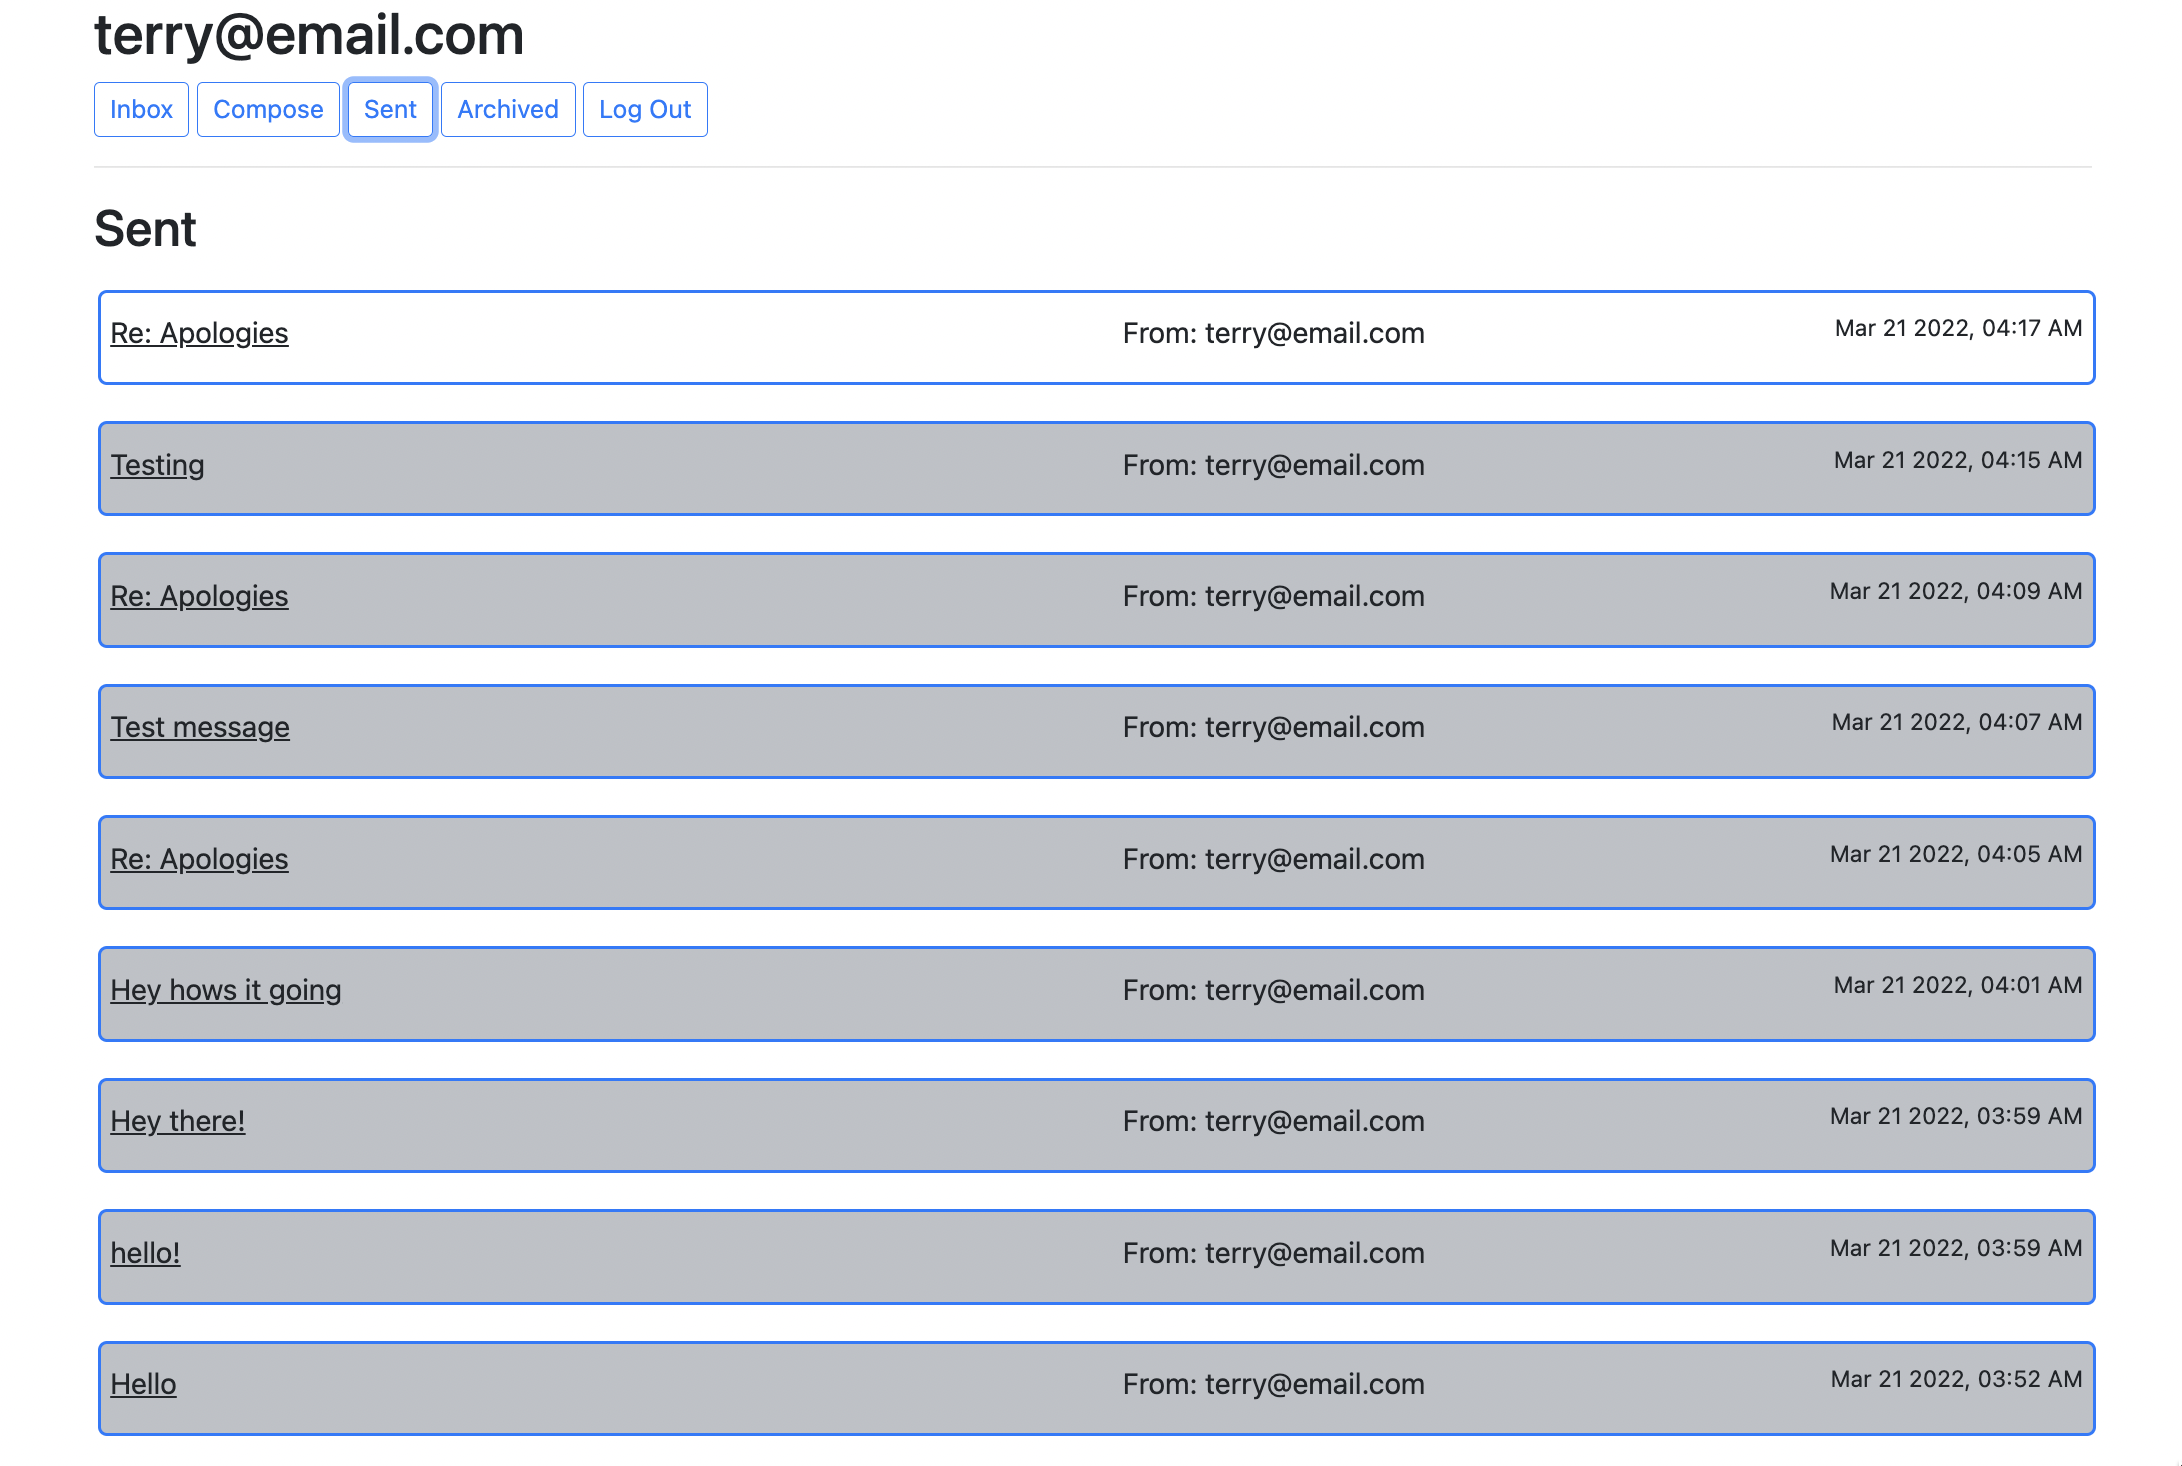 terry@email.com
Inbox Compose Sent Archived Log Out
Sent
Re: Apologies From: terry@email.com Mar 21 2022, 04:17 AM
Testing From: terry@email.com Mar 21 2022, 04:15 AM
Re: Apologies From: terry@email.com Mar 21 2022, 04:09 AM
Test message From: terry@email.com Mar 21 2022, 04:07 AM
Re: Apologies From: terry@email.com Mar 21 2022, 04:05 AM
Hey hows it going From: terry@email.com Mar 21 2022, 04:01 AM
Hey there! From: terry@email.com Mar 21 2022, 03:59 AM
hello! From: terry@email.com Mar 21 2022, 03:59 AM
Hello From: terry@email.com Mar 21 2022, 03:52 AM